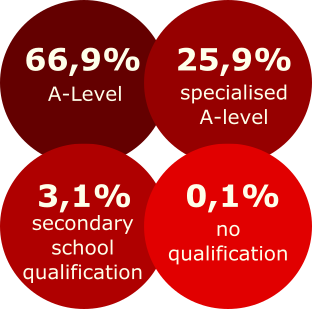 66,9%
A-Level
25,9%
specialised
A-level
3,1%
secondary
school
qualification
0,1%
no
qualification